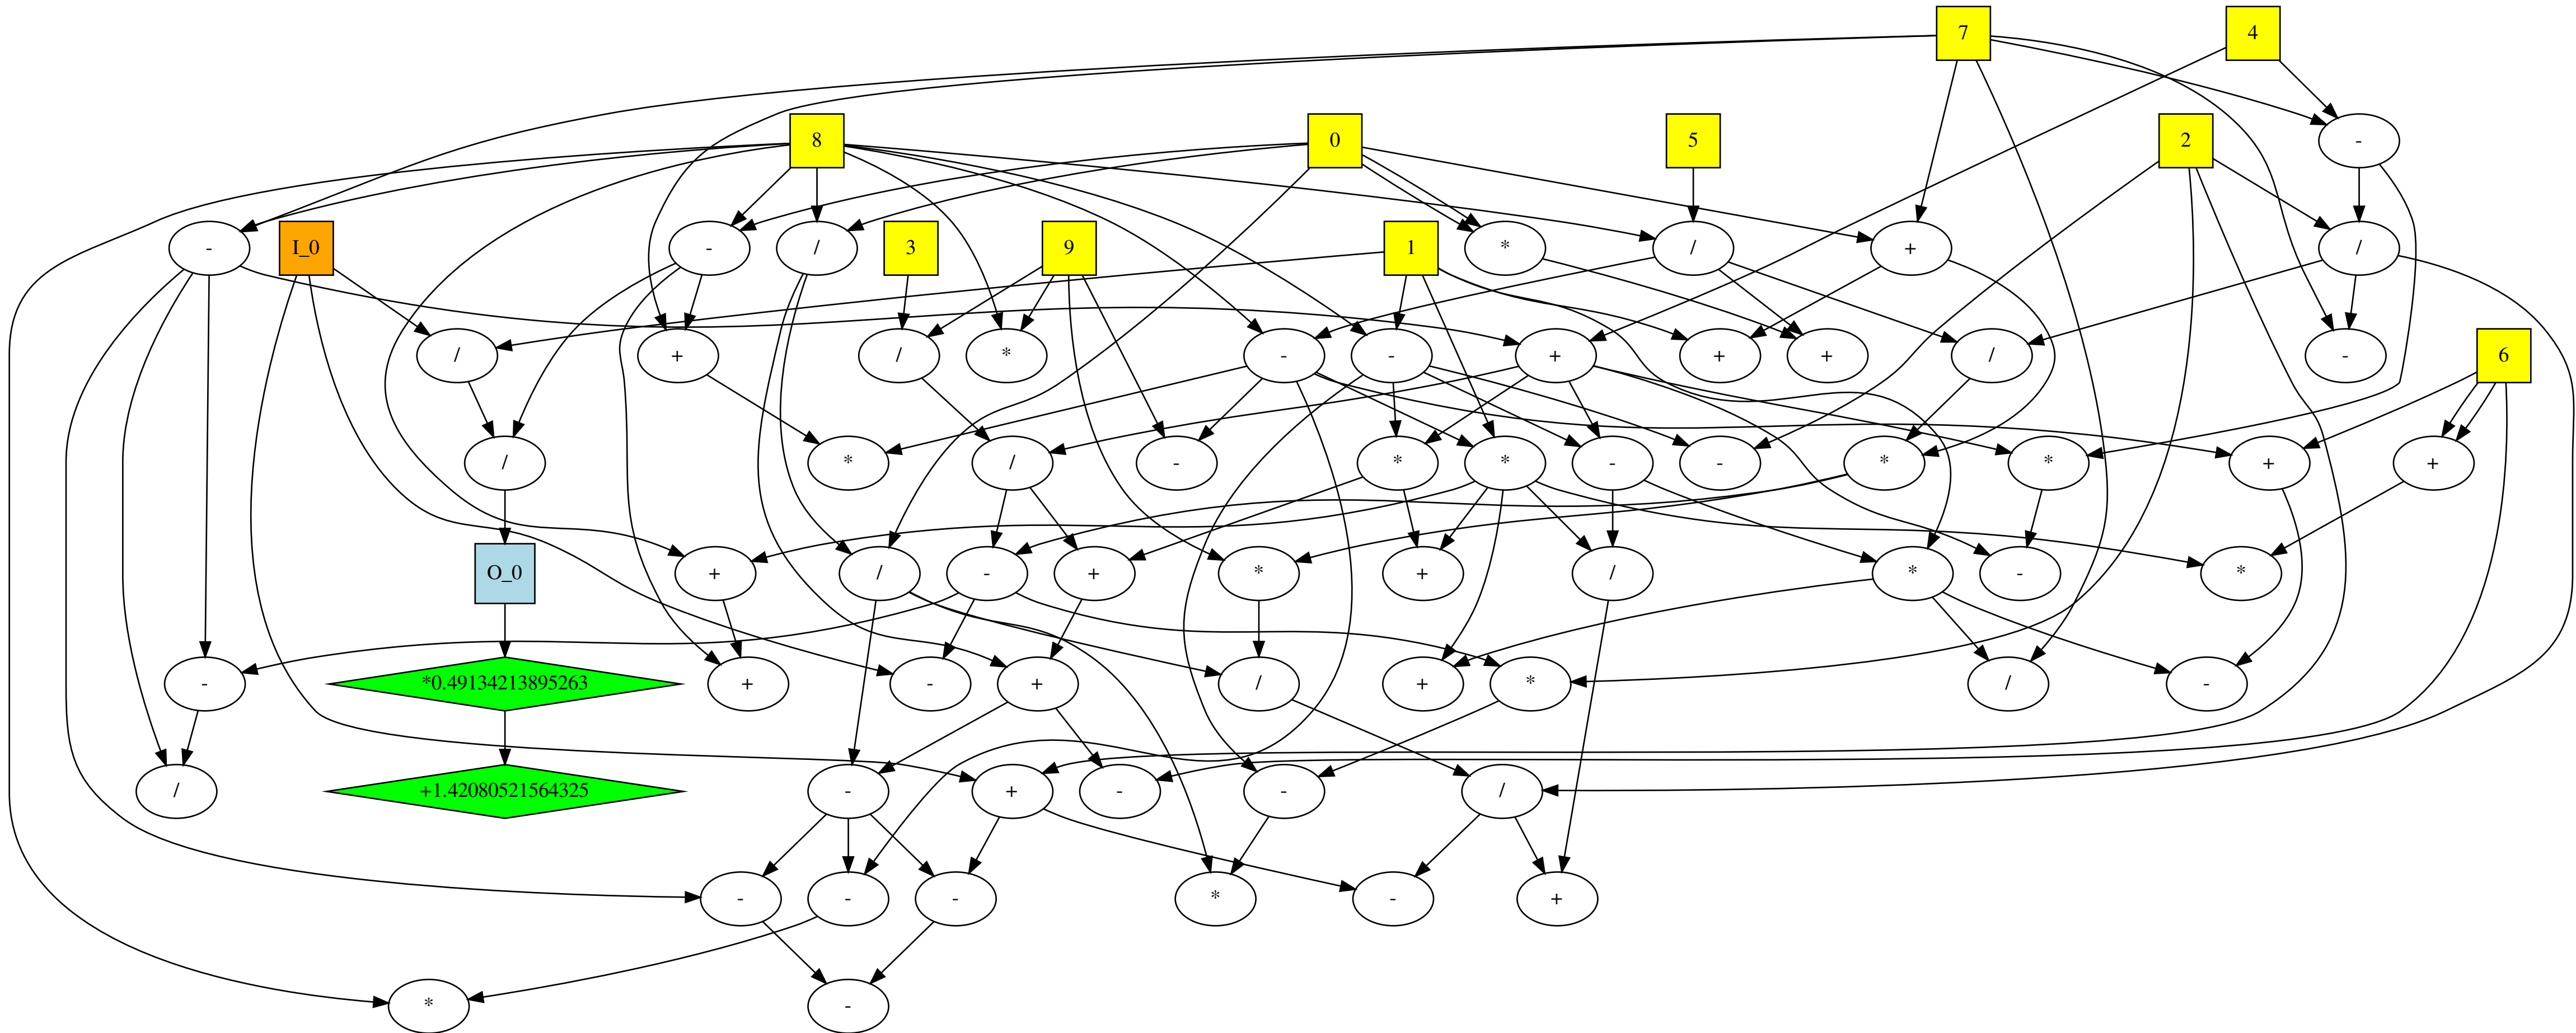 7 4
8 0 5 2 -
- I_0 - / 3 9 1 * / + /
/ + / * - - + + + / - 6
/ * / - * * - - * * + +
O_0 + / - + * + / * - *
- *0.49134213895263 + - + / + * / -
/ +1.42080521564325 - + - - /
- - - * - +
* -